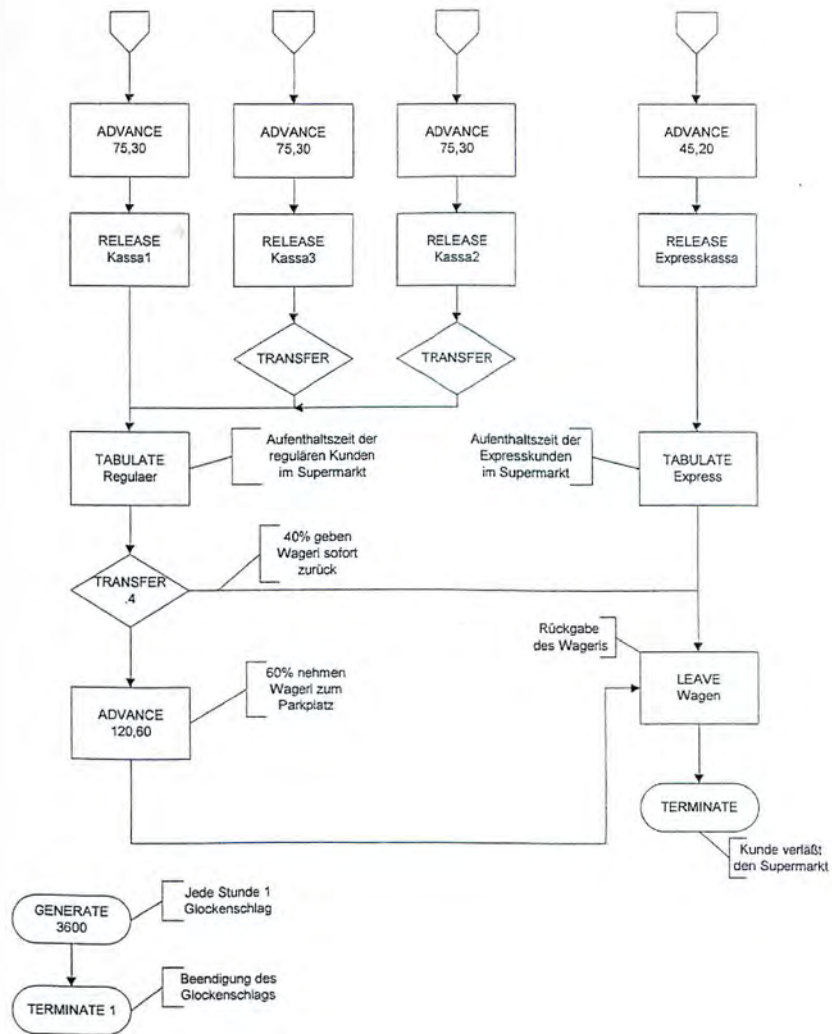 ADVANCE
75,30
ADVANCE
75,30
ADVANCE
75,30
ADVANCE
45,20
RELEASE
Kassa1
RELEASE
Kassa3
RELEASE
Kassa2
RELEASE
Expresskassa
TRANSFER
TRANSFER
TABULATE
Regulaer
Aufenthaltszeit der
regulären Kunden
im Supermarkt
Aufenthaltszeit der
Expresskunden
im Supermarkt
TABULATE
Express
TRANSFER
.4
40% geben
Wagerl sofort
zurück
Rückgabe
des Wagerls
LEAVE
Wagen
ADVANCE
120,60
60% nehmen
Wagerl zum
Parkplatz
TERMINATE
Kunde verläßt
den Supermarkt
GENERATE
3600
Jede Stunde 1
Glockenschlag
TERMINATE 1
Beendigung des
Glockenschlags